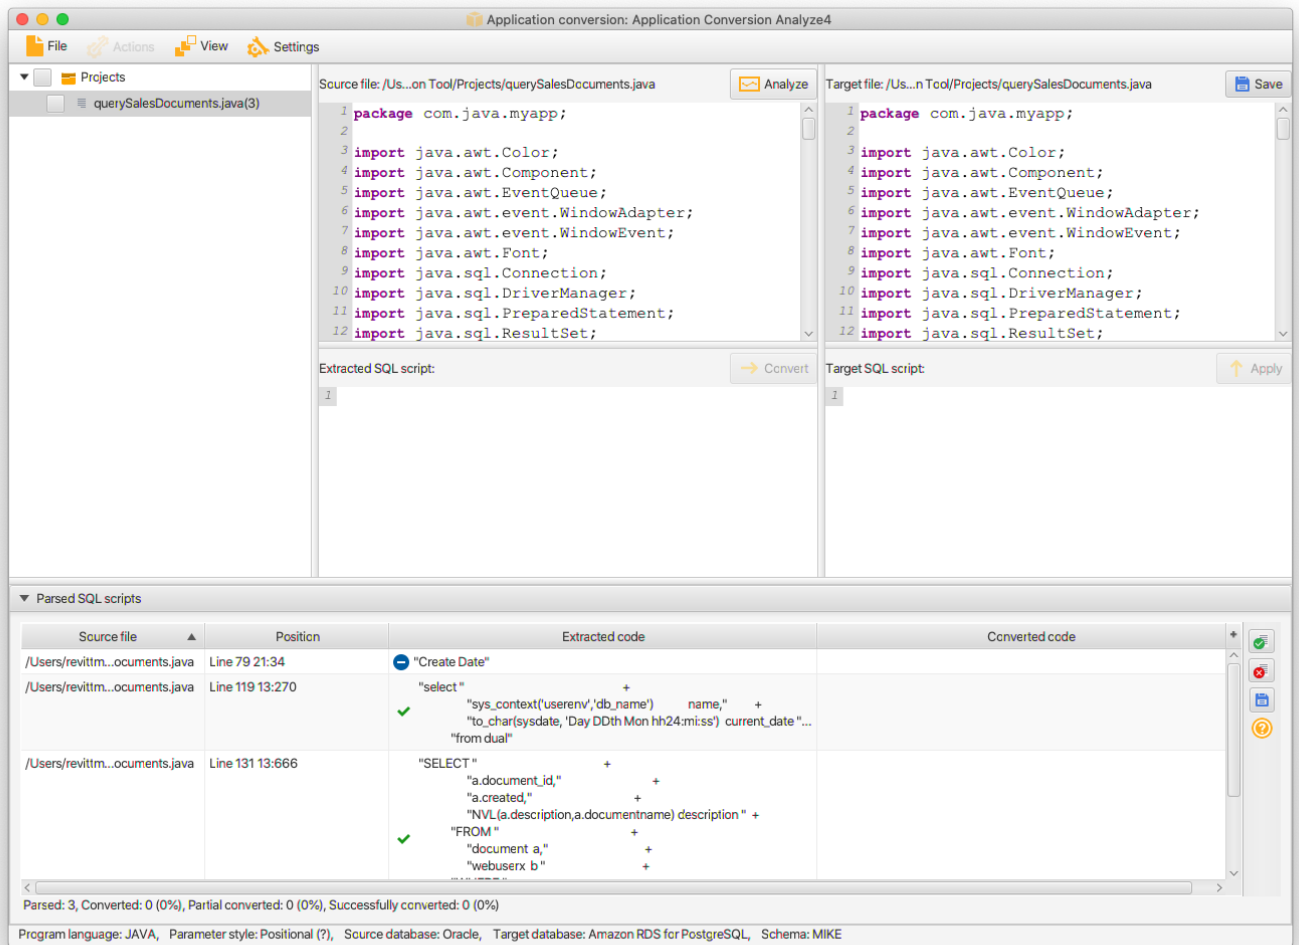 Application conversion: Application Conversion Analyze4
File Actions View Settings
Projects
querySalesDocuments.java(3)
Source file: /Us...on Tool/Projects/querySalesDocuments.java Analyze
1 package com.java.myapp;
2
3 import java.awt.Color;
4 import java.awt.Component;
5 import java.awt.EventQueue;
6 import java.awt.event.WindowAdapter;
7 import java.awt.event.WindowEvent;
8 import java.awt.Font;
9 import java.sql.Connection;
10 import java.sql.DriverManager;
11 import java.sql.PreparedStatement;
12 import java.sql.ResultSet;
Target file: /Us...n Tool/Projects/querySalesDocuments.java Save
1 package com.java.myapp;
2
3 import java.awt.Color;
4 import java.awt.Component;
5 import java.awt.EventQueue;
6 import java.awt.event.WindowAdapter;
7 import java.awt.event.WindowEvent;
8 import java.awt.Font;
9 import java.sql.Connection;
10 import java.sql.DriverManager;
11 import java.sql.PreparedStatement;
12 import java.sql.ResultSet;
Extracted SQL script: Convert
1
Target SQL script: Apply
1
Parsed SQL scripts
Source file Position Extracted code Converted code +
/Users/revittm...ocuments.java Line 79 21:34 "Create Date"
/Users/revittm...ocuments.java Line 119 13:270 "select " +
"sys_context('userenv','db_name') name," +
"to_char(sysdate, 'Day DDth Mon hh24:mi:ss') current_date "...
"from dual"
/Users/revittm...ocuments.java Line 131 13:666 "SELECT " +
"a.document_id," +
"a.created," +
"NVL(a.description,a.documentname) description " +
"FROM " +
"document a," +
"webuserx b " +
Parsed: 3, Converted: 0 (0%), Partial converted: 0 (0%), Successfully converted: 0 (0%)
Program language: JAVA, Parameter style: Positional (?), Source database: Oracle, Target database: Amazon RDS for PostgreSQL, Schema: MIKE